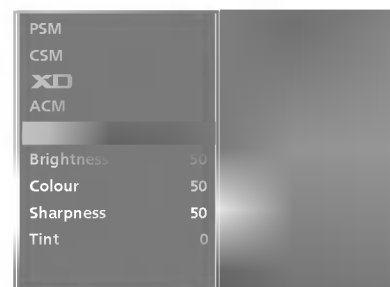 PSM
CSM
XD
ACM
Brightness 50
Colour 50
Sharpness 50
Tint 0